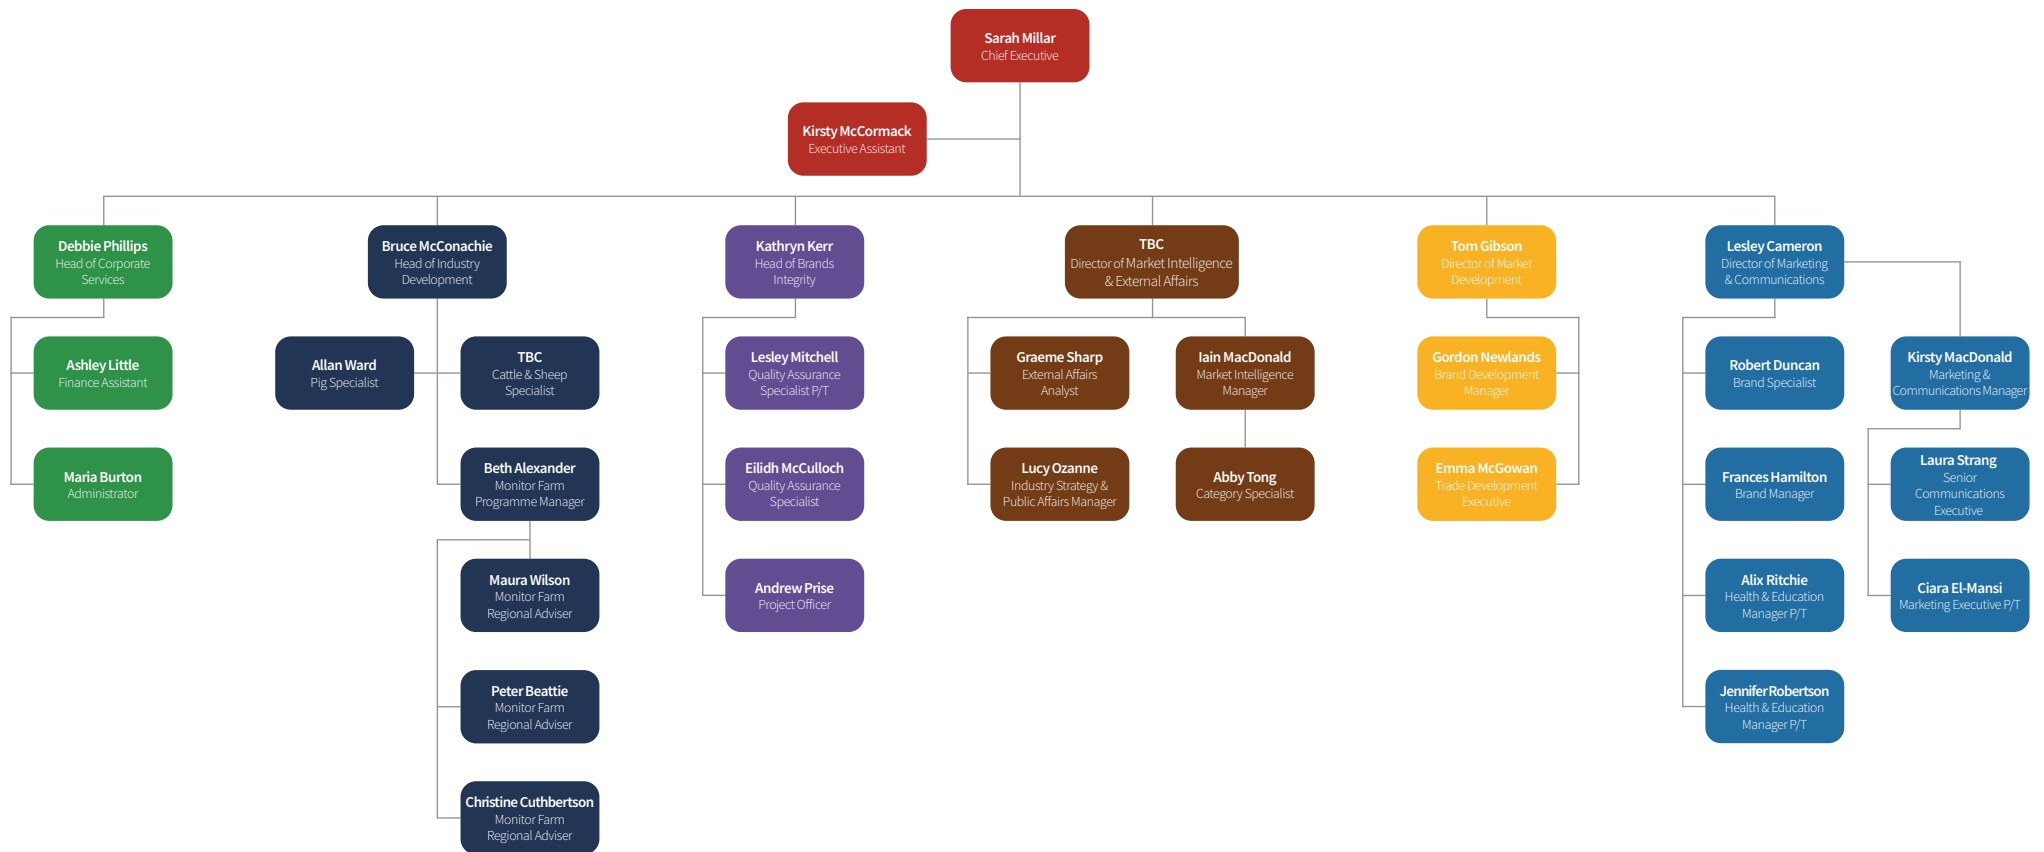 Sarah Millar
Chief Executive
Kirsty McCormack
Executive Assistant
Debbie Phillips
Head of Corporate
Services
Bruce McConachie
Head of Industry
Development
Kathryn Kerr
Head of Brands
Integrity
TBC
Director of Market Intelligence
& External Affairs
Tom Gibson
Director of Market
Development
Lesley Cameron
Director of Marketing
& Communications
Ashley Little
Finance Assistant
Allan Ward
Pig Specialist
TBC
Cattle & Sheep
Specialist
Lesley Mitchell
Quality Assurance
Specialist P/T
Graeme Sharp
External Affairs
Analyst
Iain MacDonald
Market Intelligence
Manager
Gordon Newlands
Brand Development
Manager
Robert Duncan
Brand Specialist
Kirsty MacDonald
Marketing &
Communications Manager
Maria Burton
Administrator
Beth Alexander
Monitor Farm
Programme Manager
Eilidh McCulloch
Quality Assurance
Specialist
Lucy Ozanne
Industry Strategy &
Public Affairs Manager
Abby Tong
Category Specialist
Emma McGowan
Trade Development
Executive
Frances Hamilton
Brand Manager
Laura Strang
Senior
Communications
Executive
Maura Wilson
Monitor Farm
Regional Adviser
Andrew Prise
Project Officer
Alix Ritchie
Health & Education
Manager P/T
Ciara El-Mansi
Marketing Executive P/T
Peter Beattie
Monitor Farm
Regional Adviser
Jennifer Robertson
Health & Education
Manager P/T
Christine Cuthbertson
Monitor Farm
Regional Adviser